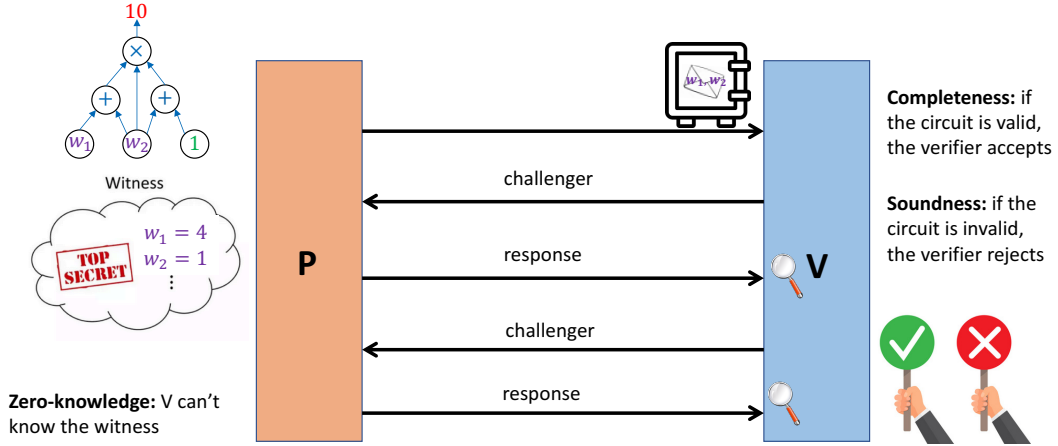 10
×
+ +
w₁ w₂ 1
Witness
TOP
SECRET
w₁ = 4
w₂ = 1
⋮
Zero-knowledge: V can't
know the witness
P
w₁, w₂
challenger
response
challenger
response
V
Completeness: if
the circuit is valid,
the verifier accepts
Soundness: if the
circuit is invalid,
the verifier rejects